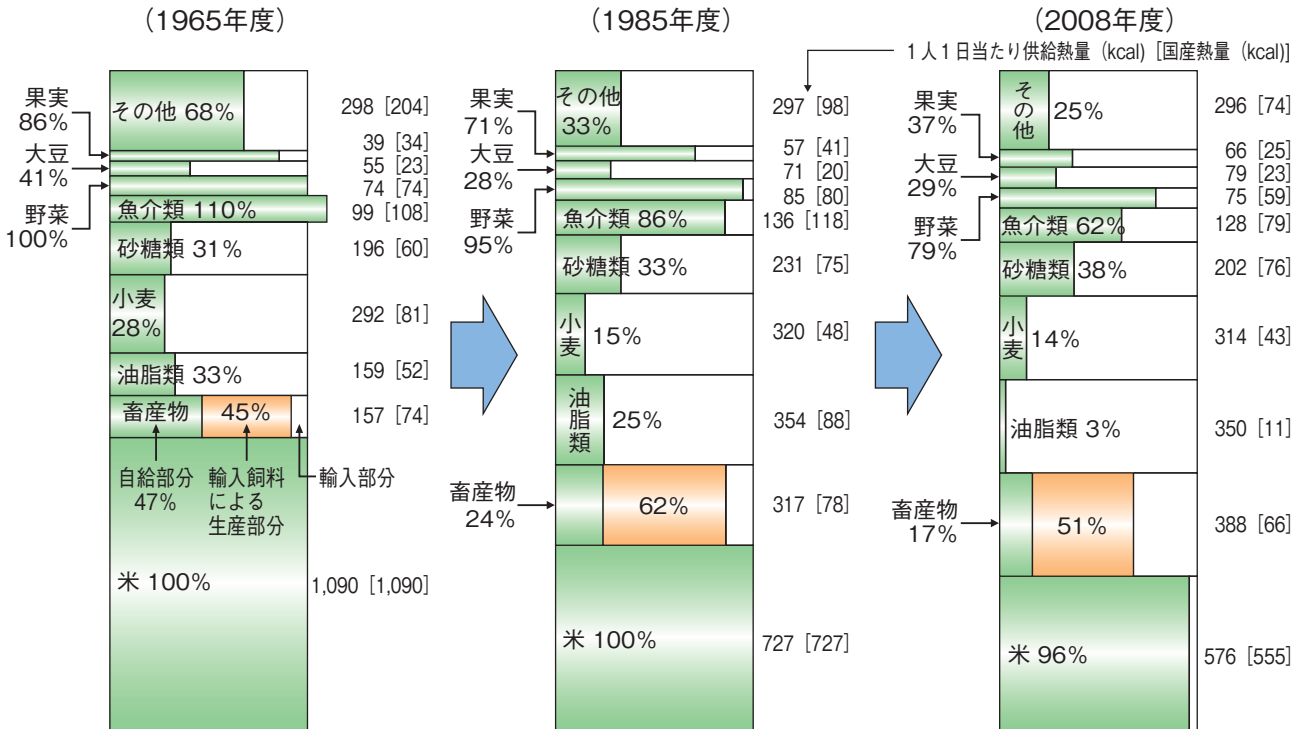 (1965年度)
果実
86%
大豆
41%
野菜
100%
その他 68%
魚介類 110%
砂糖類 31%
小麦
28%
油脂類 33%
畜産物
45%
自給部分
47%
輸入飼料
による
生産部分
輸入部分
米 100%
298 [204]
39 [34]
55 [23]
74 [74]
99 [108]
196 [60]
292 [81]
159 [52]
157 [74]
1,090 [1,090]
(1985年度)
果実
71%
大豆
28%
野菜
95%
その他
33%
魚介類 86%
砂糖類 33%
小麦
15%
油脂類
25%
畜産物
24%
62%
米 100%
297 [98]
57 [41]
71 [20]
85 [80]
136 [118]
231 [75]
320 [48]
354 [88]
317 [78]
727 [727]
(2008年度)
1人1日当たり供給熱量 (kcal) [国産熱量 (kcal)]
果実
37%
大豆
29%
野菜
79%
その他
25%
魚介類 62%
砂糖類 38%
小麦
14%
油脂類 3%
畜産物
17%
51%
米 96%
296 [74]
66 [25]
79 [23]
75 [59]
128 [79]
202 [76]
314 [43]
350 [11]
388 [66]
576 [555]